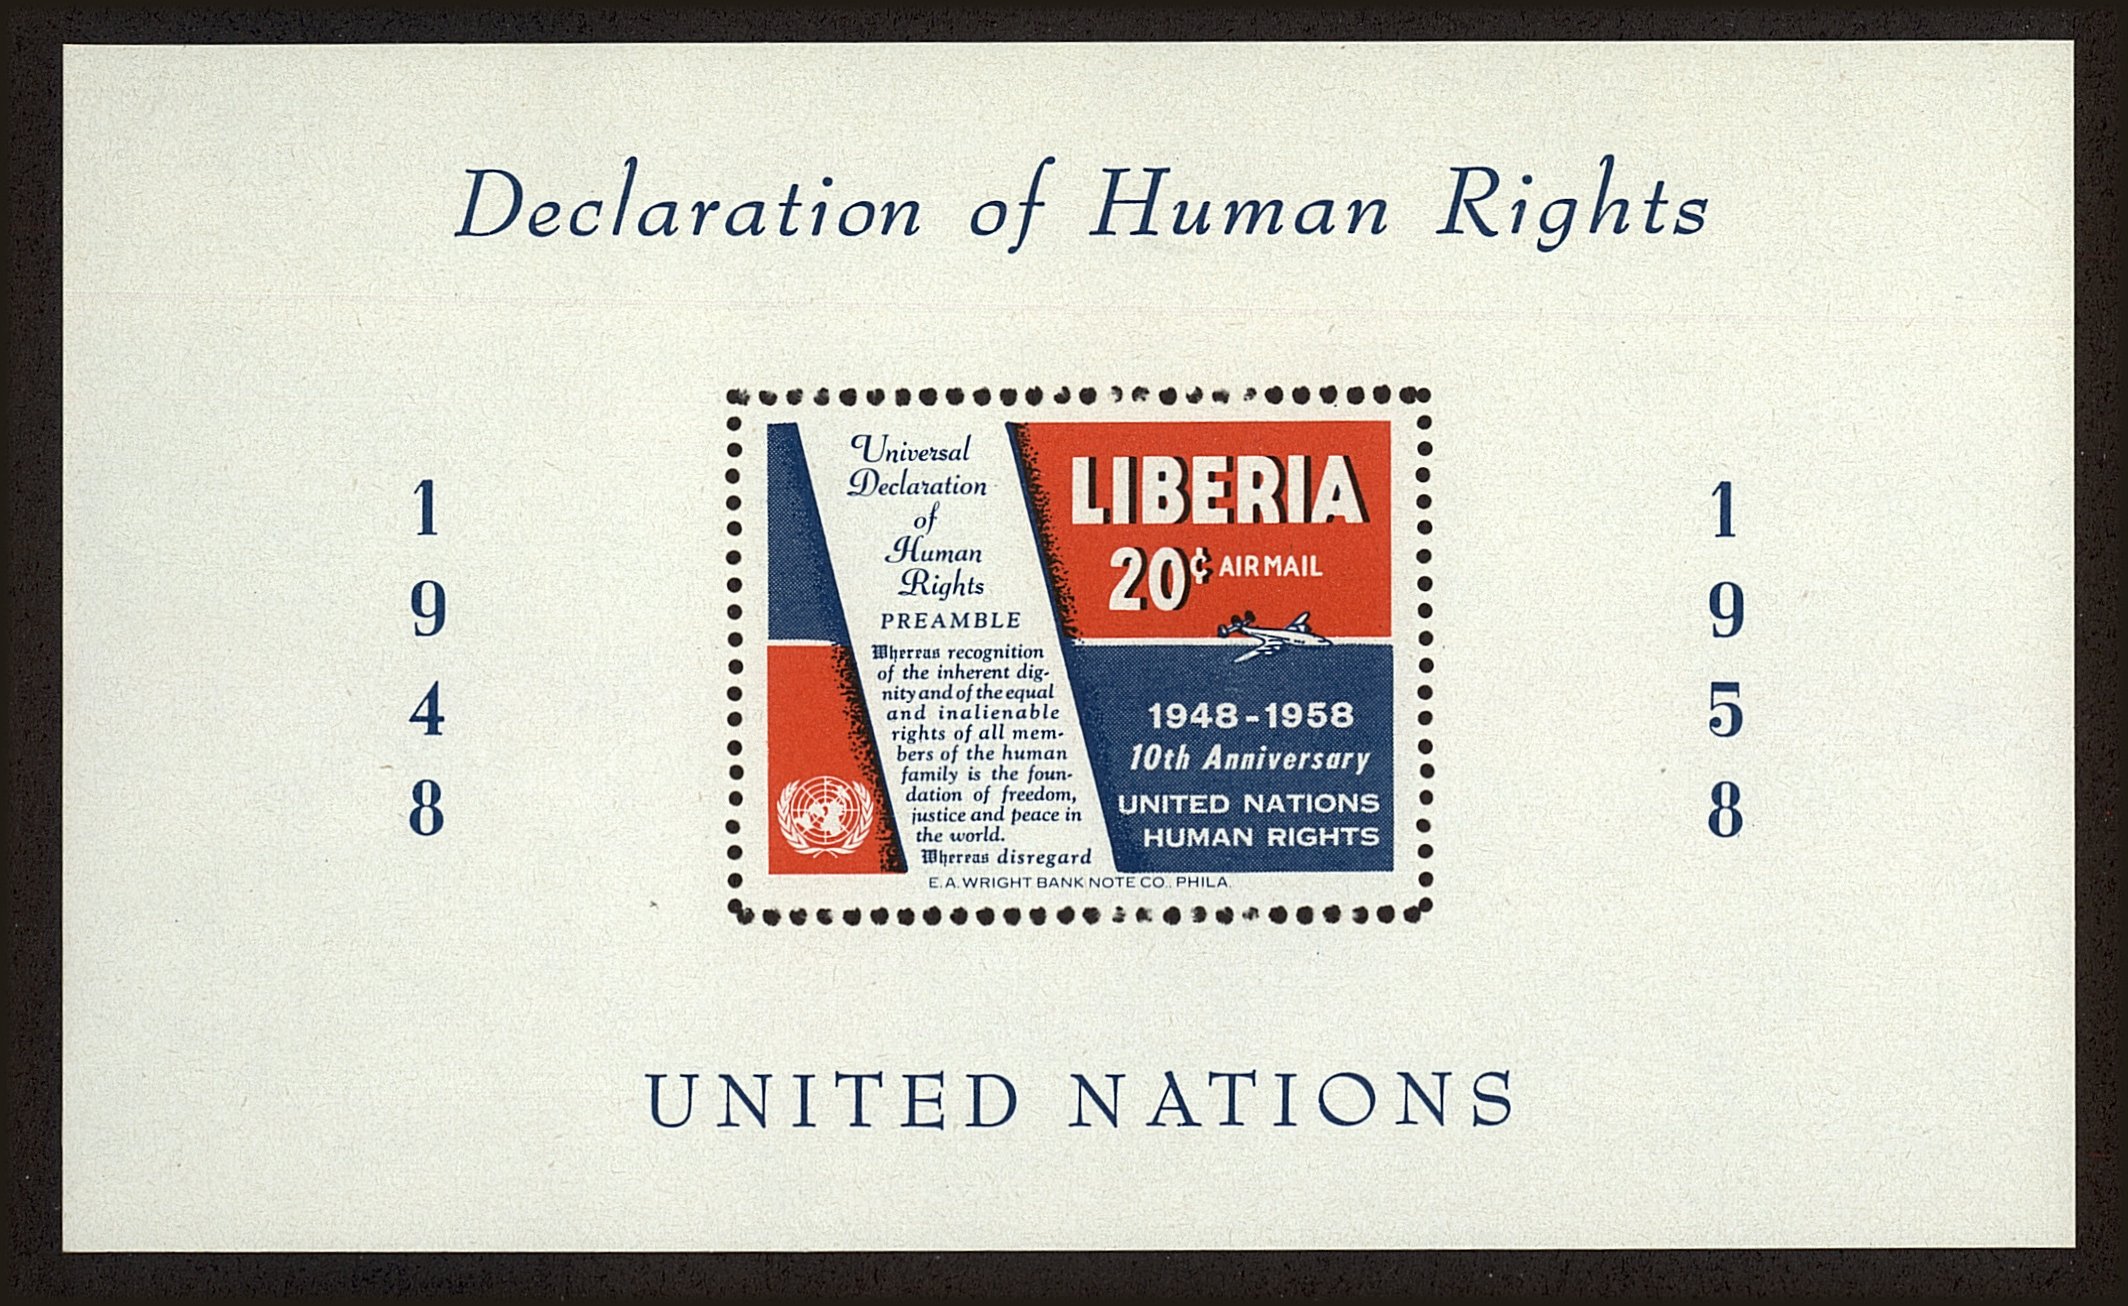 Declaration of Human Rights
1
9
4
8
Universal
Declaration
of
Human
Rights
PREAMBLE
Whereas recognition
of the inherent dig-
nity and of the equal
and inalienable
rights of all mem-
bers of the human
family is the foun-
dation of freedom,
justice and peace in
the world.
Whereas disregard
LIBERIA
20¢ AIR MAIL
1948-1958
10th Anniversary
UNITED NATIONS
HUMAN RIGHTS
E.A. WRIGHT BANK NOTE CO., PHILA.
1
9
5
8
UNITED NATIONS